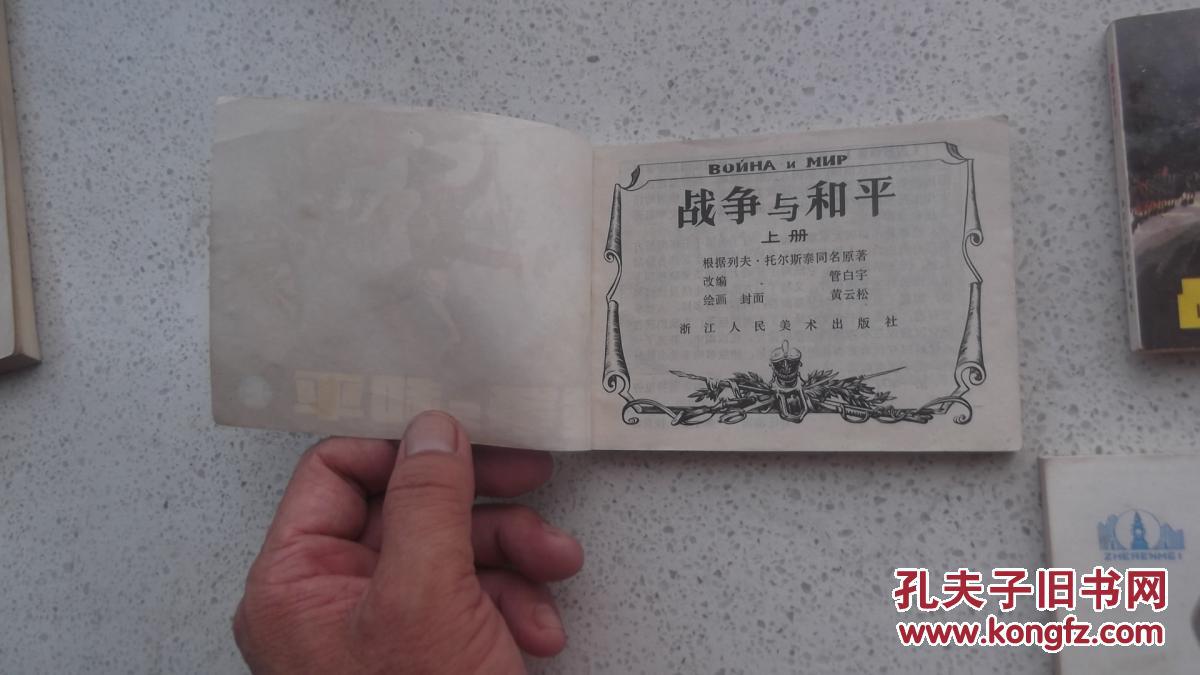 ВОЙНА и МИР
战争与和平
上册
根据列夫·托尔斯泰同名原著
改编 管白宇
绘画 封面 黄云松
浙江人民美术出版社
ZHERENMEI
孔夫子旧书网
www.kongfz.com